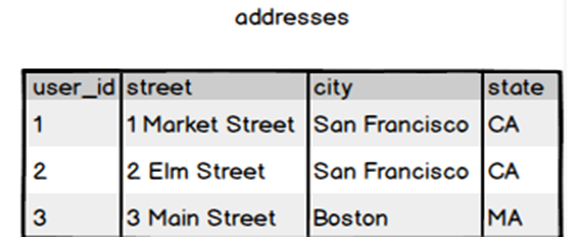 addresses
user_id street city state
1 1 Market Street San Francisco CA
2 2 Elm Street San Francisco CA
3 3 Main Street Boston MA